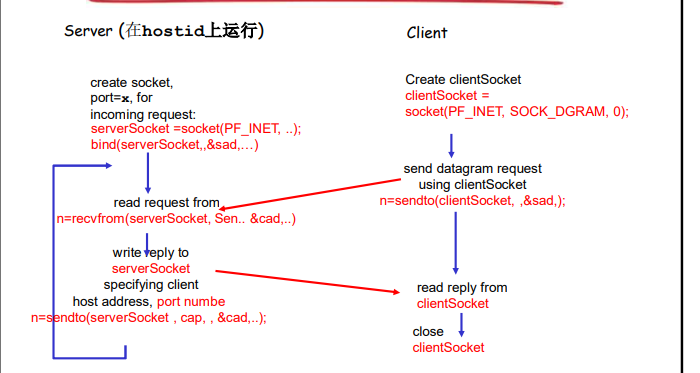 Server (在hostid上运行)
create socket,
port=x, for
incoming request:
serverSocket =socket(PF_INET, ..);
bind(serverSocket,,&sad,...)
read request from
n=recvfrom(serverSocket, Sen.. &cad,..)
write reply to
serverSocket
specifying client
host address, port numbe
n=sendto(serverSocket , cap, , &cad,..);
Client
Create clientSocket
clientSocket =
socket(PF_INET, SOCK_DGRAM, 0);
send datagram request
using clientSocket
n=sendto(clientSocket, ,&sad,);
read reply from
clientSocket
close
clientSocket